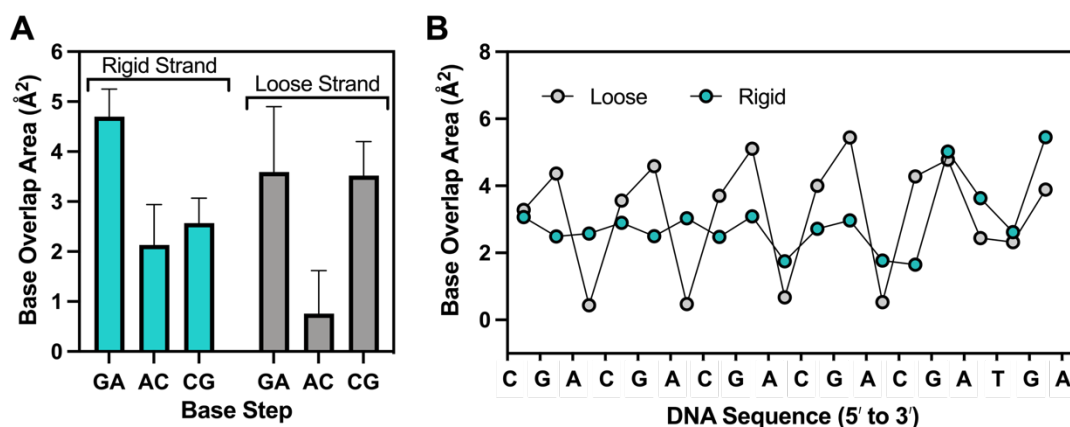 A
Base Overlap Area (Å²)
6
5
4
3
2
1
0
Rigid Strand
Loose Strand
GA AC CG GA AC CG
Base Step
B
Base Overlap Area (Å²)
8
6
4
2
0
Loose Rigid
C G A C G A C G A C G A C G A T G A
DNA Sequence (5′ to 3′)